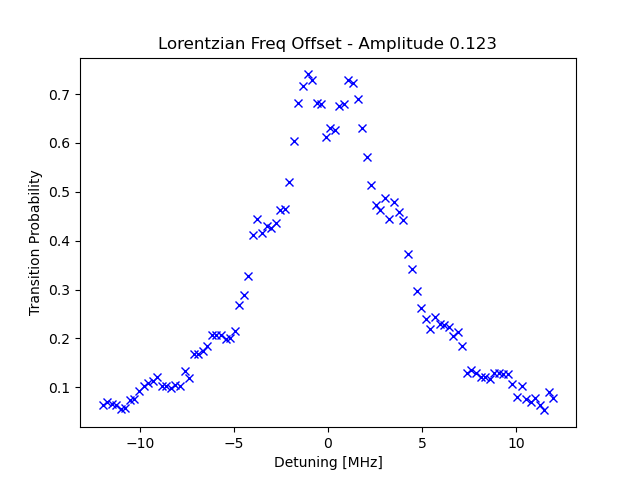 Lorentzian Freq Offset - Amplitude 0.123
0.7
0.6
0.5
0.4
0.3
0.2
0.1
Transition Probability
−10 −5 0 5 10
Detuning [MHz]